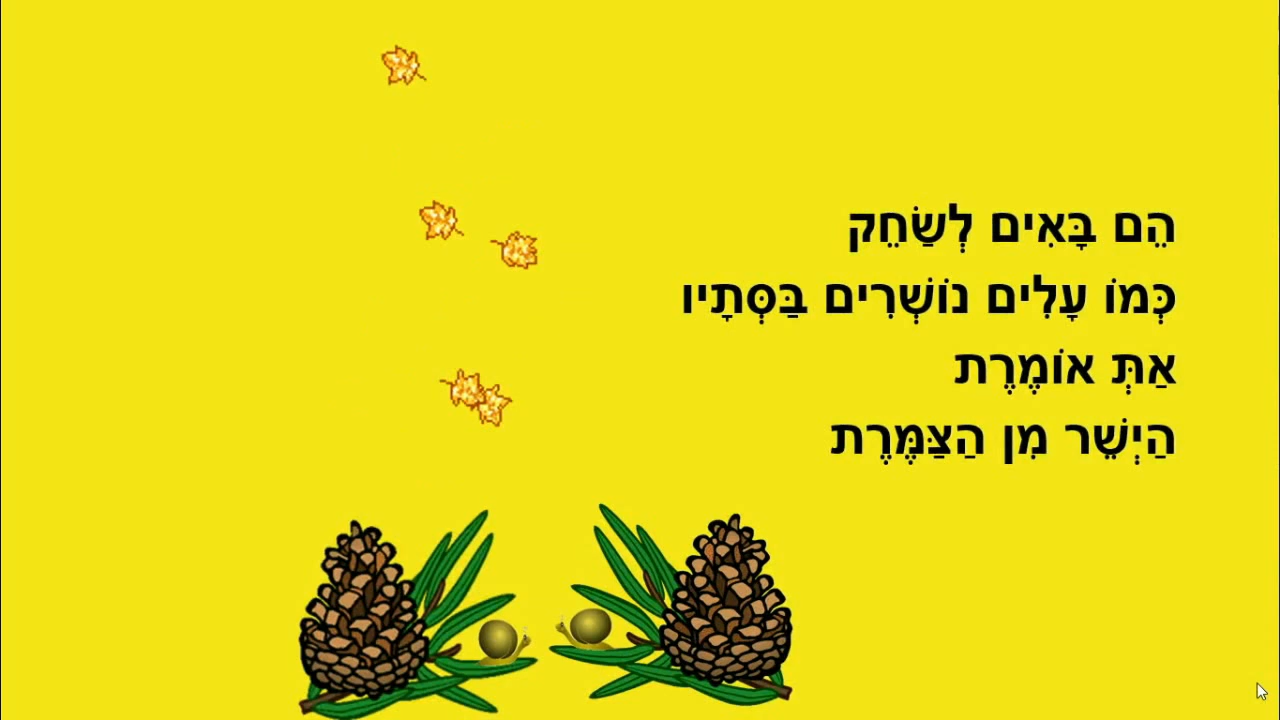 הֵם בָּאִים לְשַׂחֵק
כְּמוֹ עָלִים נוֹשְׁרִים בַּסְּתָיו
אַתְּ אוֹמֶרֶת
הַיְשֵׁר מִן הַצַּמֶּרֶת